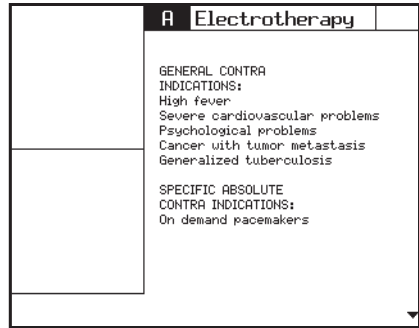 A Electrotherapy
GENERAL CONTRA
INDICATIONS:
High fever
Severe cardiovascular problems
Psychological problems
Cancer with tumor metastasis
Generalized tuberculosis
SPECIFIC ABSOLUTE
CONTRA INDICATIONS:
On demand pacemakers